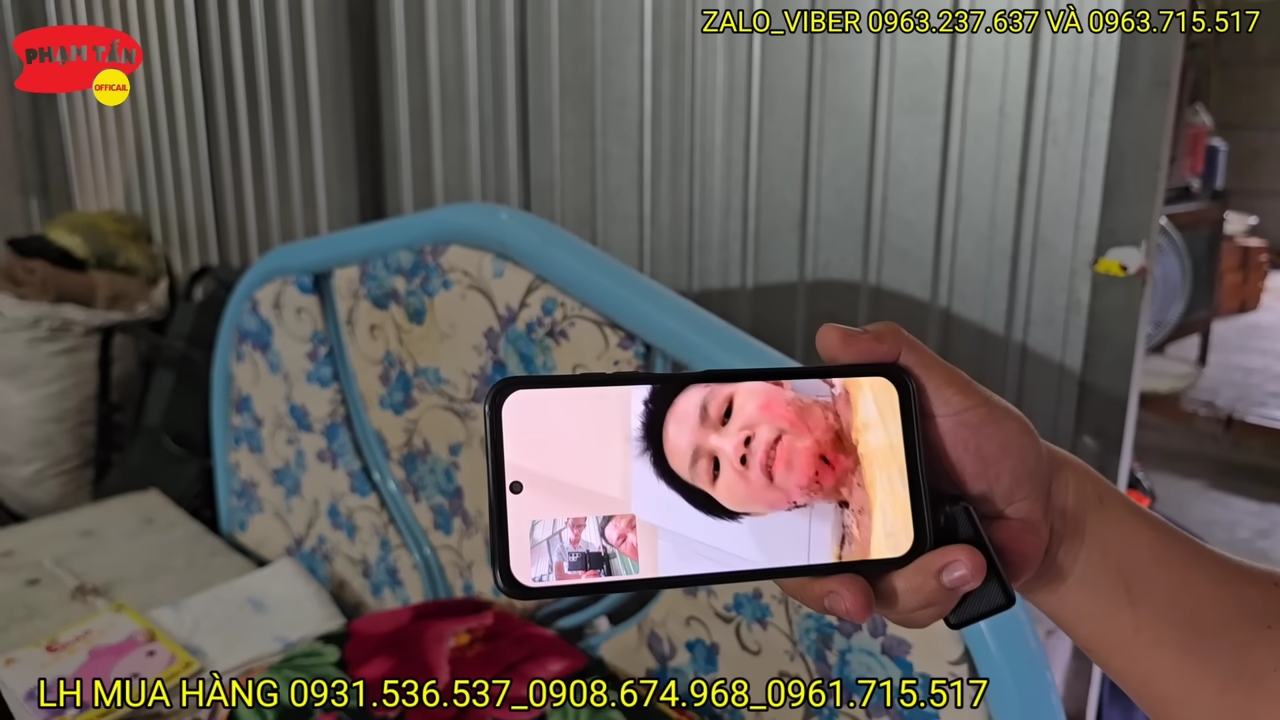 ZALO_VIBER 0963.237.637 VÀ 0963.715.517
PHẠM TẤN
OFFICAIL
LH MUA HÀNG 0931.536.537_0908.674.968_0961.715.517